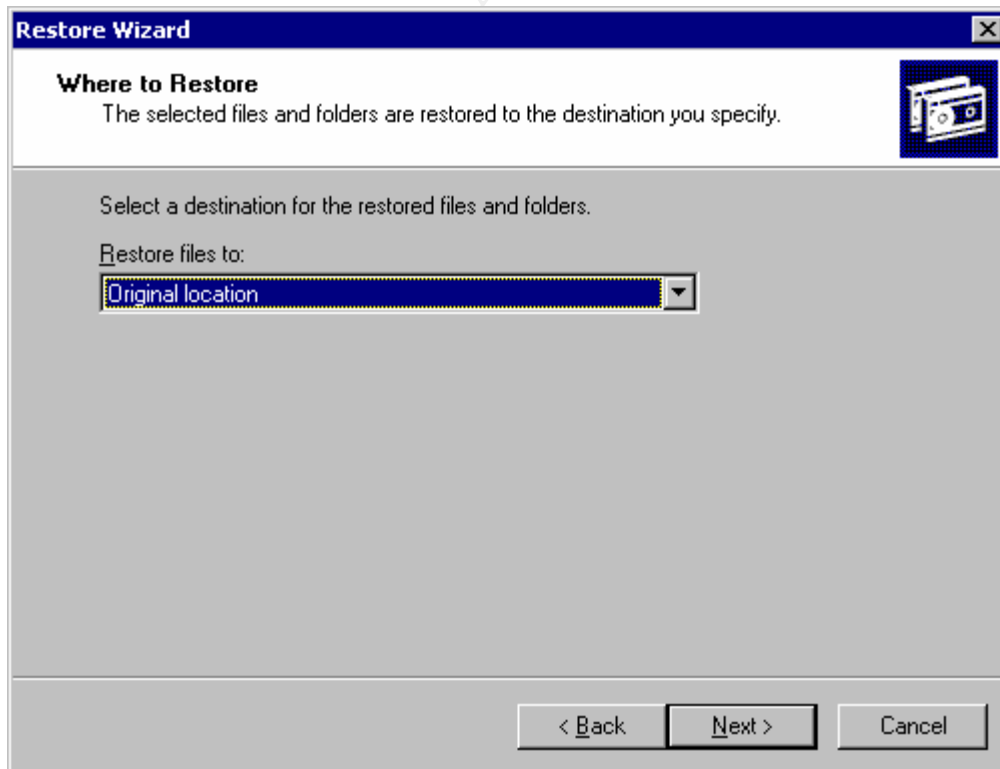 Restore Wizard
Where to Restore
The selected files and folders are restored to the destination you specify.
Select a destination for the restored files and folders.
Restore files to:
Original location
< Back Next > Cancel